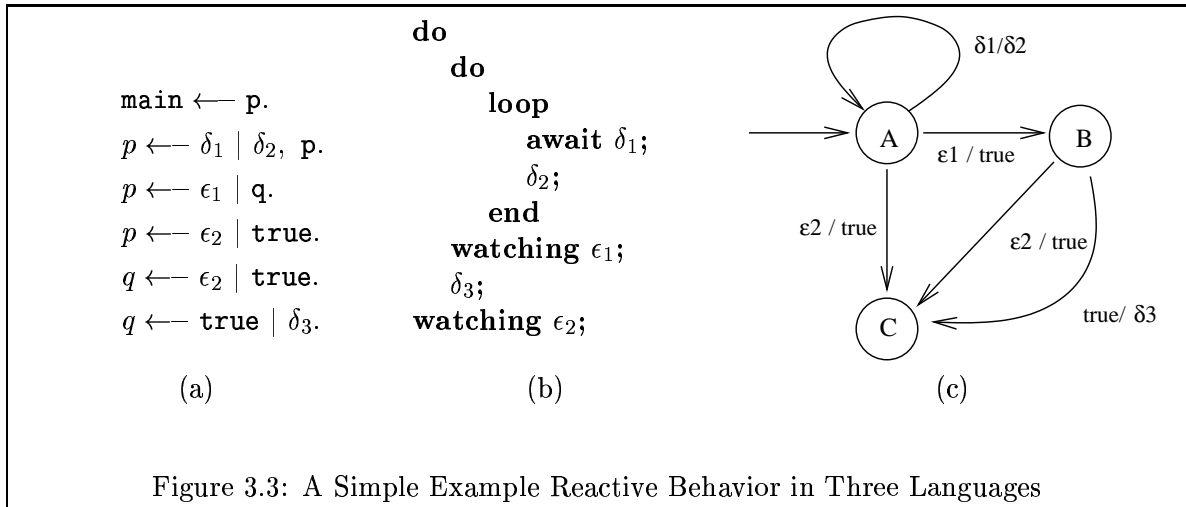 main ←− p.
p ←− δ₁ | δ₂, p.
p ←− ϵ₁ | q.
p ←− ϵ₂ | true.
q ←− ϵ₂ | true.
q ←− true | δ₃.
(a)
do
do
loop
await δ₁;
δ₂;
end
watching ϵ₁;
δ₃;
watching ϵ₂;
(b)
δ1/δ2
A
B
ε1 / true
ε2 / true
ε2 / true
C
true/ δ3
(c)
Figure 3.3: A Simple Example Reactive Behavior in Three Languages